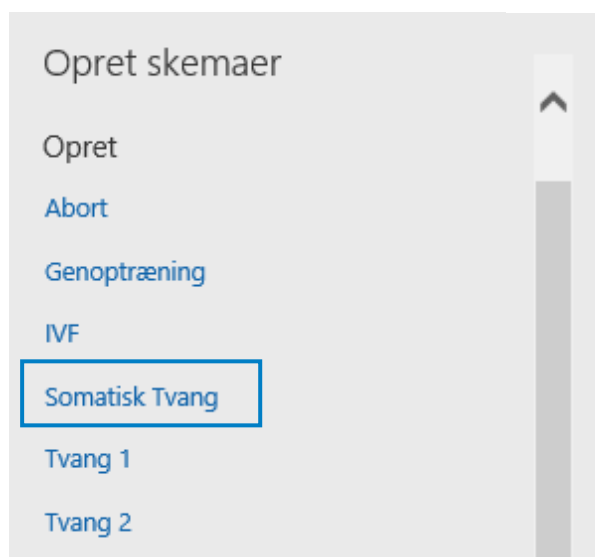 Opret skemaer
Opret
Abort
Genoptræning
IVF
Somatisk Tvang
Tvang 1
Tvang 2